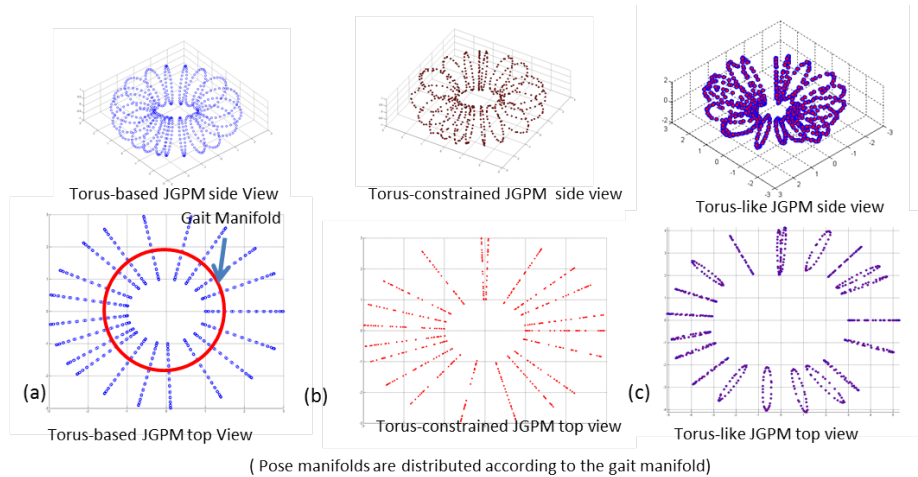 Torus-based JGPM side View
Torus-constrained JGPM side view
Torus-like JGPM side view
Gait Manifold
(a)
(b)
(c)
Torus-based JGPM top View
Torus-constrained JGPM top view
Torus-like JGPM top view
( Pose manifolds are distributed according to the gait manifold)